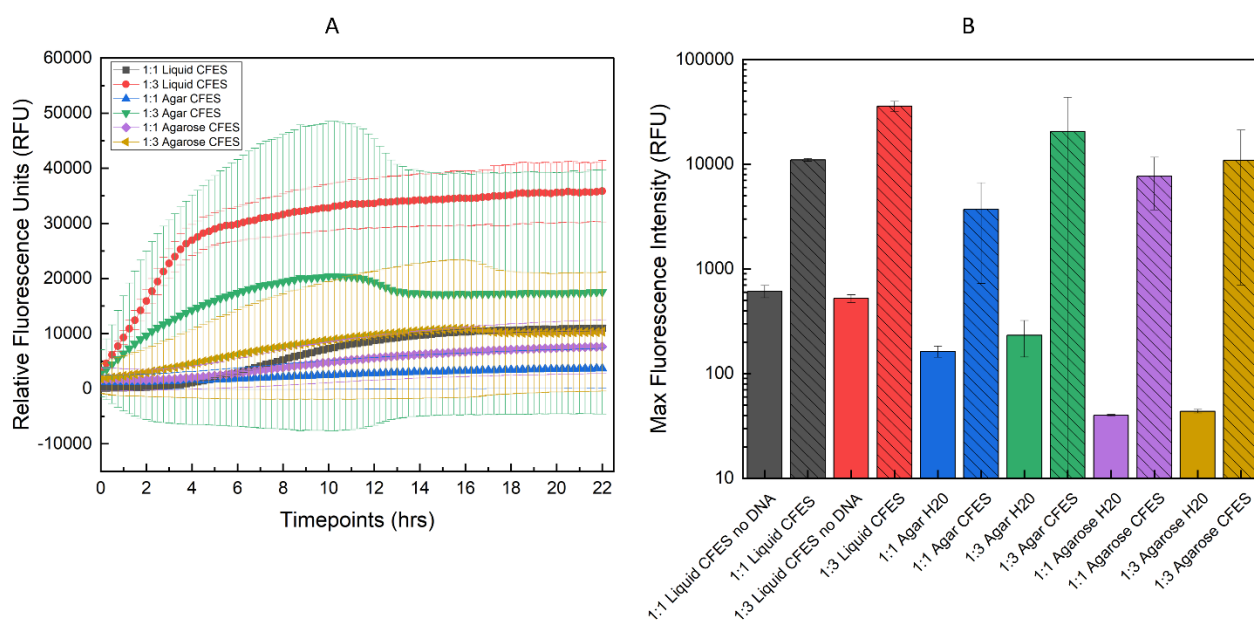 A
60000
50000
40000
30000
20000
10000
0
-10000
Relative Fluorescence Units (RFU)
1:1 Liquid CFES
1:3 Liquid CFES
1:1 Agar CFES
1:3 Agar CFES
1:1 Agarose CFES
1:3 Agarose CFES
0 2 4 6 8 10 12 14 16 18 20 22
Timepoints (hrs)
B
100000
10000
1000
100
10
Max Fluorescence Intensity (RFU)
1:1 Liquid CFES no DNA
1:1 Liquid CFES
1:3 Liquid CFES no DNA
1:3 Liquid CFES
1:1 Agar H20
1:1 Agar CFES
1:3 Agar H20
1:3 Agar CFES
1:1 Agarose H20
1:1 Agarose CFES
1:3 Agarose H20
1:3 Agarose CFES